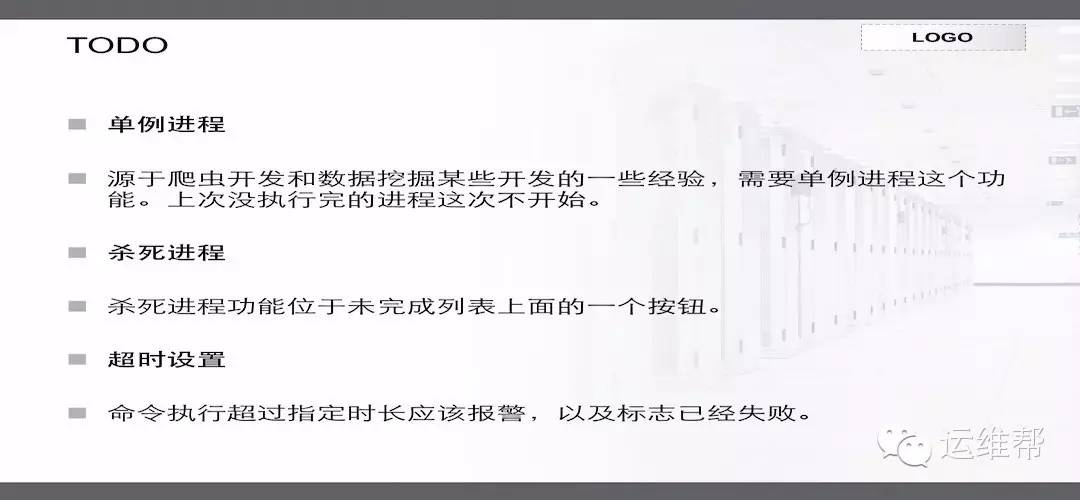 TODO
LOGO
单例进程
源于爬虫开发和数据挖掘某些开发的一些经验，需要单例进程这个功
能。上次没执行完的进程这次不开始。
杀死进程
杀死进程功能位于未完成列表上面的一个按钮。
超时设置
命令执行超过指定时长应该报警，以及标志已经失败。
运维帮